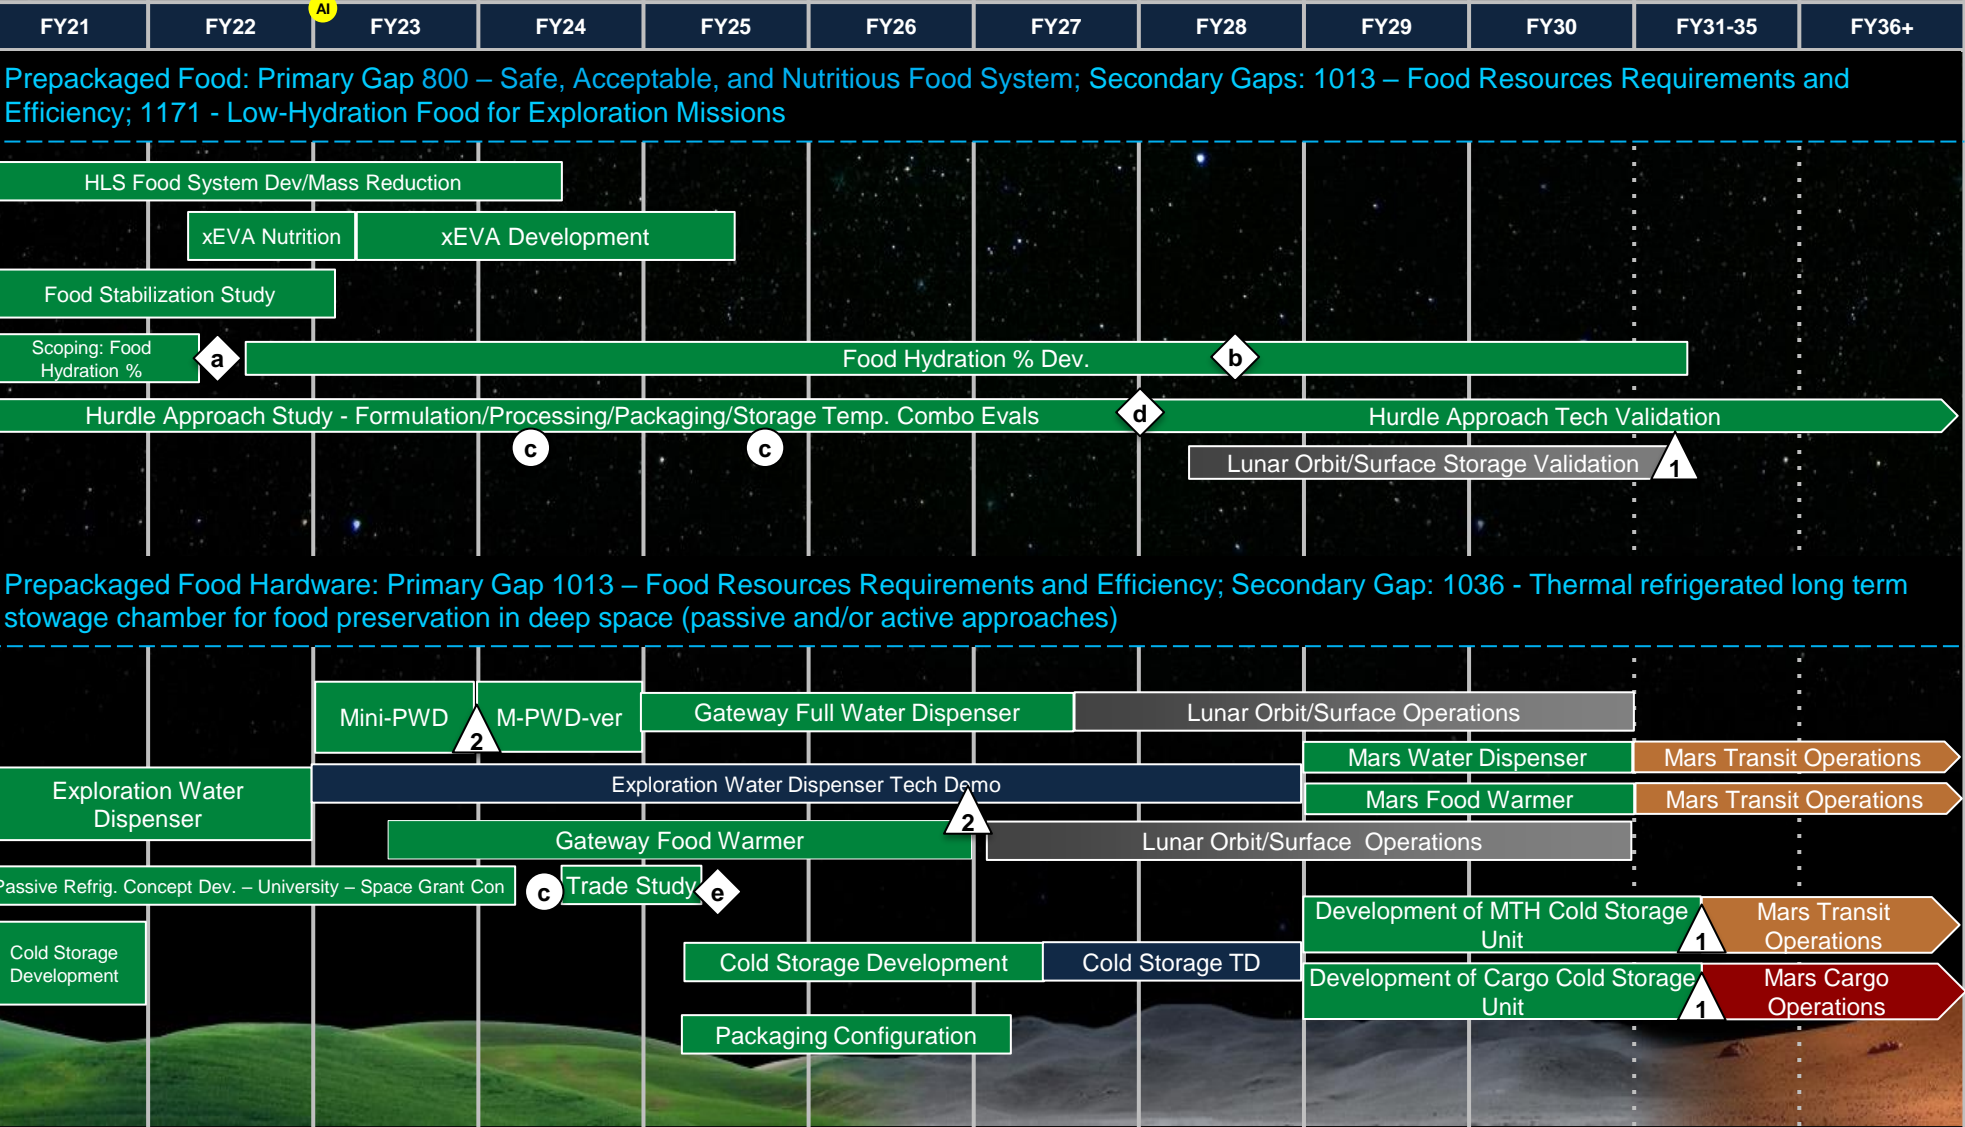 AI
FY21
FY22
FY23
FY24
FY25
FY26
FY27
FY28
FY29
FY30
FY31-35
FY36+
Prepackaged Food: Primary Gap 800 – Safe, Acceptable, and Nutritious Food System; Secondary Gaps: 1013 – Food Resources Requirements and
Efficiency; 1171 - Low-Hydration Food for Exploration Missions
HLS Food System Dev/Mass Reduction
xEVA Nutrition
xEVA Development
Food Stabilization Study
Scoping: Food
Hydration %
a
Food Hydration % Dev.
b
Hurdle Approach Study - Formulation/Processing/Packaging/Storage Temp. Combo Evals
d
Hurdle Approach Tech Validation
c
c
Lunar Orbit/Surface Storage Validation
1
Prepackaged Food Hardware: Primary Gap 1013 – Food Resources Requirements and Efficiency; Secondary Gap: 1036 - Thermal refrigerated long term
stowage chamber for food preservation in deep space (passive and/or active approaches)
Mini-PWD
2
M-PWD-ver
Gateway Full Water Dispenser
Lunar Orbit/Surface Operations
Mars Water Dispenser
Mars Transit Operations
Exploration Water
Dispenser
Exploration Water Dispenser Tech Demo
Mars Food Warmer
Mars Transit Operations
Gateway Food Warmer
2
Lunar Orbit/Surface  Operations
Passive Refrig. Concept Dev. – University – Space Grant Con
c
Trade Study
e
Development of MTH Cold Storage
Unit
1
Mars Transit
Operations
Cold Storage
Development
Cold Storage Development
Cold Storage TD
Development of Cargo Cold Storage
Unit
1
Mars Cargo
Operations
Packaging Configuration